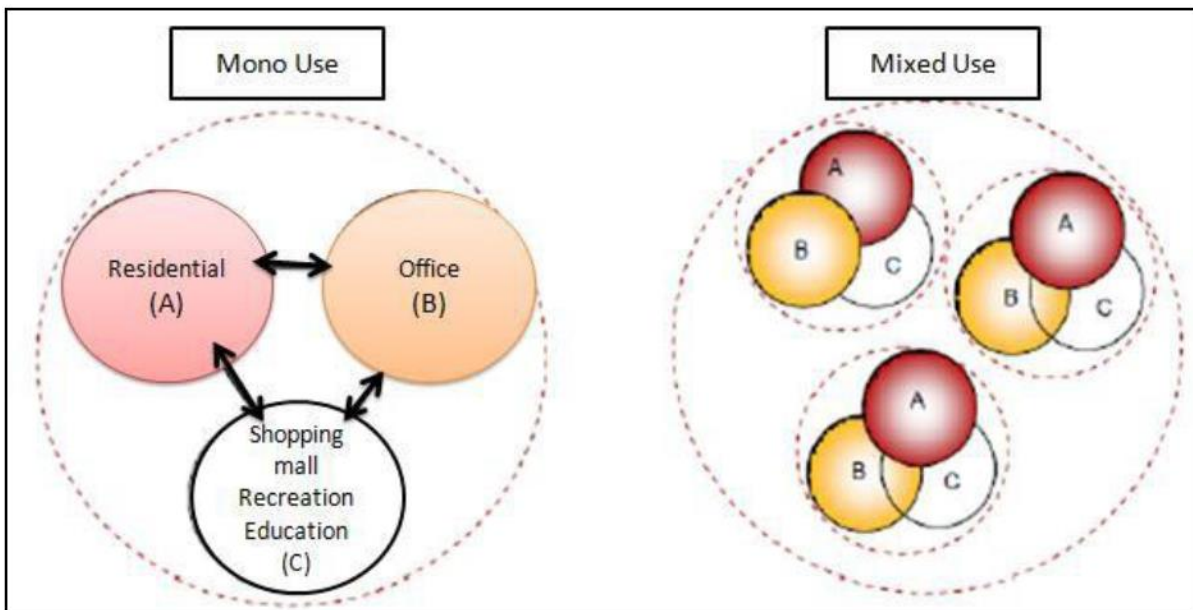 Mono Use
Mixed Use
Residential
(A)
Office
(B)
Shopping
mall
Recreation
Education
(C)
A
B
C
A
B
C
A
B
C